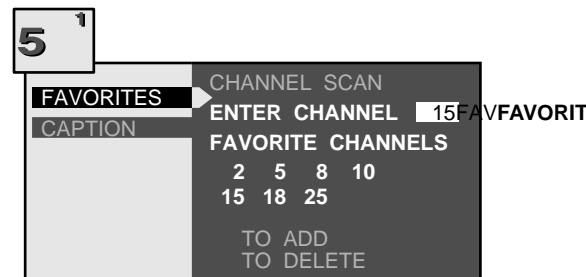 5 1
FAVORITES
CAPTION
CHANNEL SCAN
ENTER CHANNEL 15FAVFAVORIT
FAVORITE CHANNELS
2 5 8 10
15 18 25
TO ADD
TO DELETE